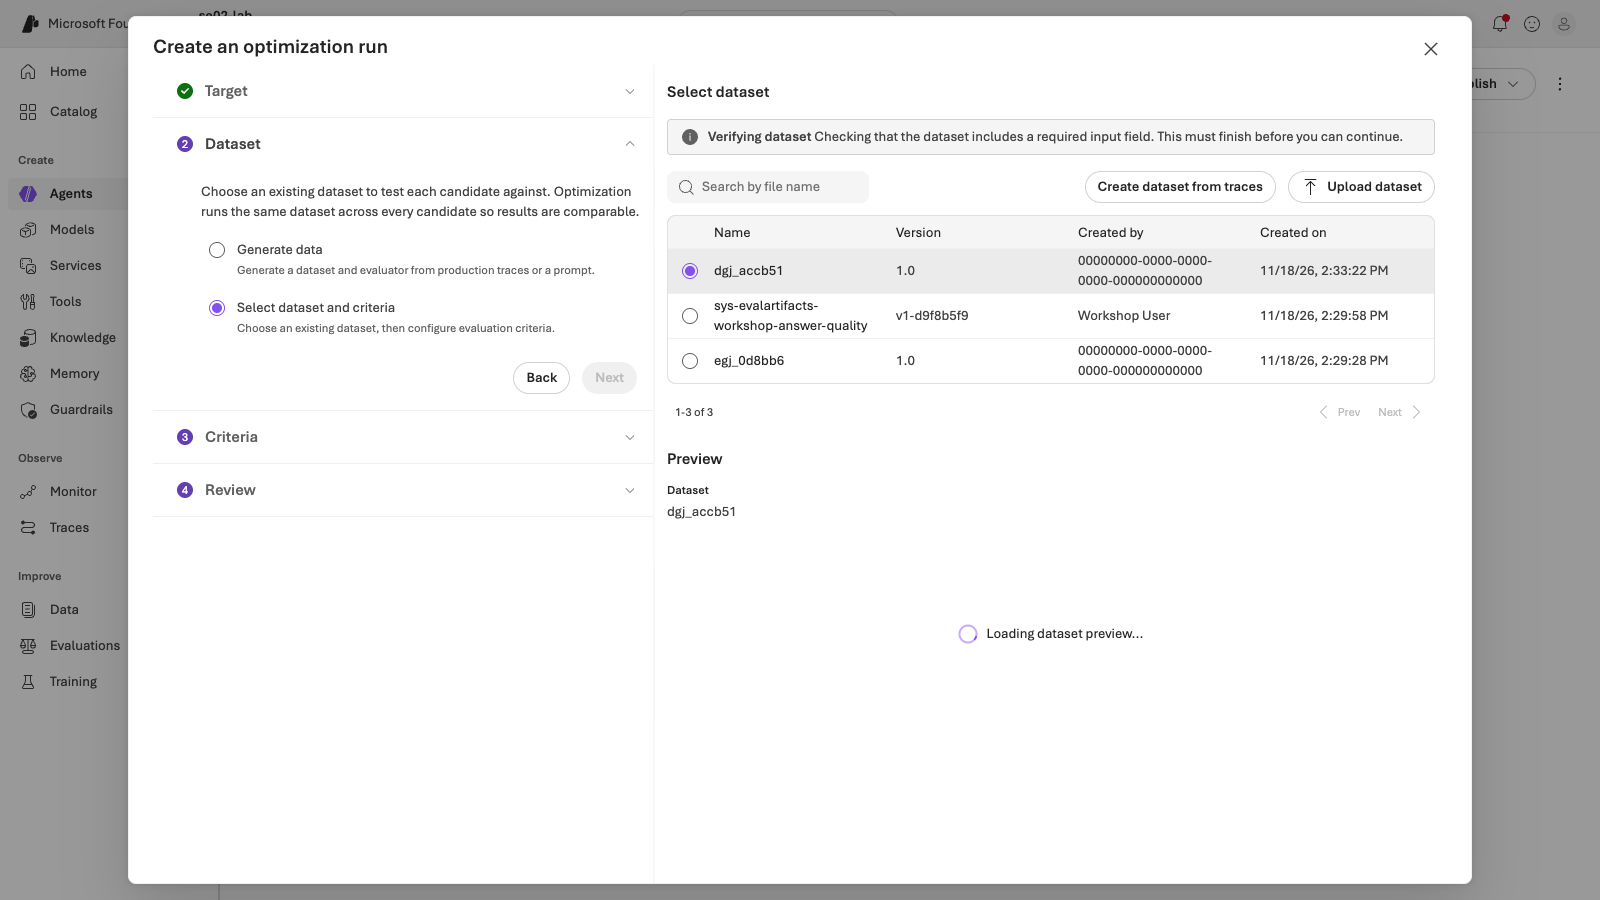 Microsoft Fou
Create an optimization run
Home
Catalog
Create
Agents
Models
Services
Tools
Knowledge
Memory
Guardrails
Observe
Monitor
Traces
Improve
Data
Evaluations
Training
Target
2 Dataset
Choose an existing dataset to test each candidate against. Optimization
runs the same dataset across every candidate so results are comparable.
Generate data
Generate a dataset and evaluator from production traces or a prompt.
Select dataset and criteria
Choose an existing dataset, then configure evaluation criteria.
Back Next
3 Criteria
4 Review
Select dataset
Verifying dataset Checking that the dataset includes a required input field. This must finish before you can continue.
Search by file name
Create dataset from traces
Upload dataset
Name Version Created by Created on
dgj_accb51 1.0 00000000-0000-0000-
0000-000000000000 11/18/26, 2:33:22 PM
sys-evalartifacts-
workshop-answer-quality v1-d9f8b5f9 Workshop User 11/18/26, 2:29:58 PM
egj_0d8bb6 1.0 00000000-0000-0000-
0000-000000000000 11/18/26, 2:29:28 PM
1-3 of 3
Prev Next
Preview
Dataset
dgj_accb51
Loading dataset preview...
lish